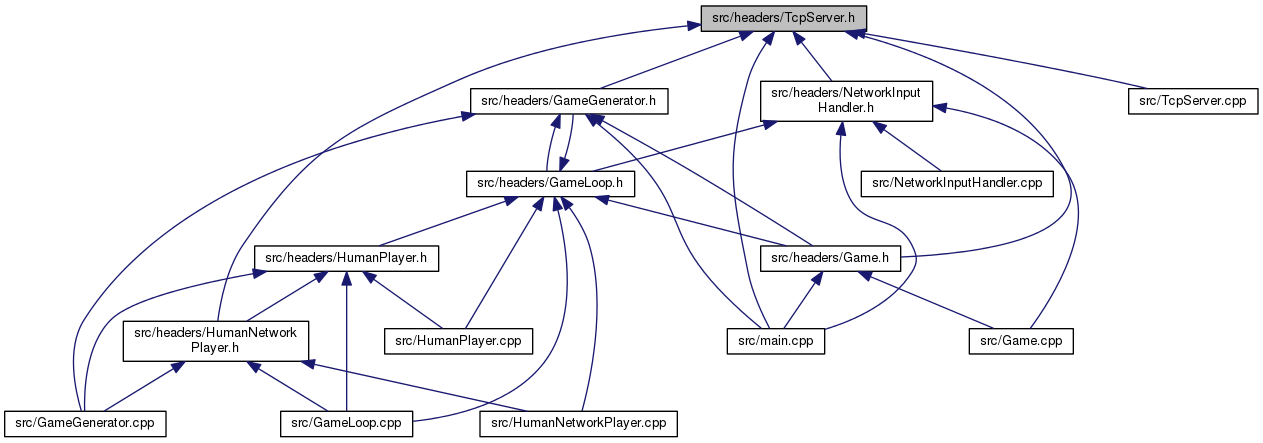 src/headers/TcpServer.h
src/headers/GameGenerator.h
src/headers/NetworkInput
Handler.h
src/TcpServer.cpp
src/headers/GameLoop.h
src/NetworkInputHandler.cpp
src/headers/HumanPlayer.h
src/headers/Game.h
src/headers/HumanNetwork
Player.h
src/HumanPlayer.cpp
src/main.cpp
src/Game.cpp
src/GameGenerator.cpp
src/GameLoop.cpp
src/HumanNetworkPlayer.cpp